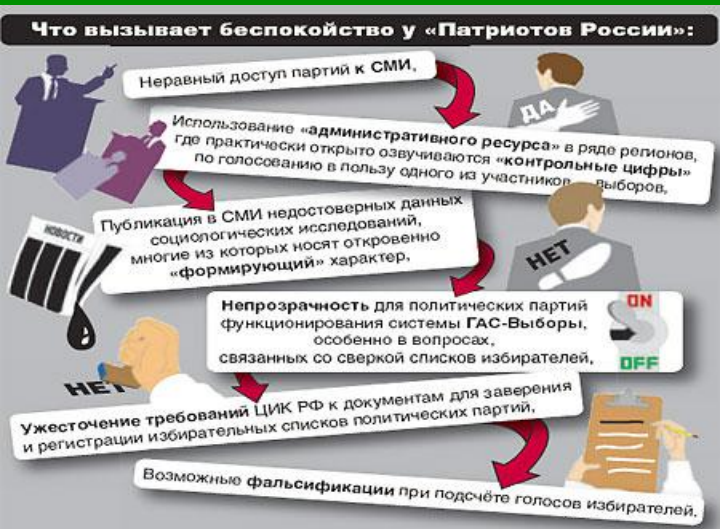 Что вызывает беспокойство у «Патриотов России»:
Неравный доступ партий к СМИ,
ДА
Использование «административного ресурса» в ряде регионов,
где практически открыто озвучиваются «контрольные цифры»
по голосованию в пользу одного из участников выборов,
НОВОСТИ
Публикация в СМИ недостоверных данных
социологических исследований,
многие из которых носят откровенно
«формирующий» характер,
НЕТ
Непрозрачность для политических партий
функционирования системы ГАС-Выборы,
особенно в вопросах,
связанных со сверкой списков избирателей,
ON
OFF
НЕТ
Ужесточение требований ЦИК РФ к документам для заверения
и регистрации избирательных списков политических партий,
Возможные фальсификации при подсчёте голосов избирателей.